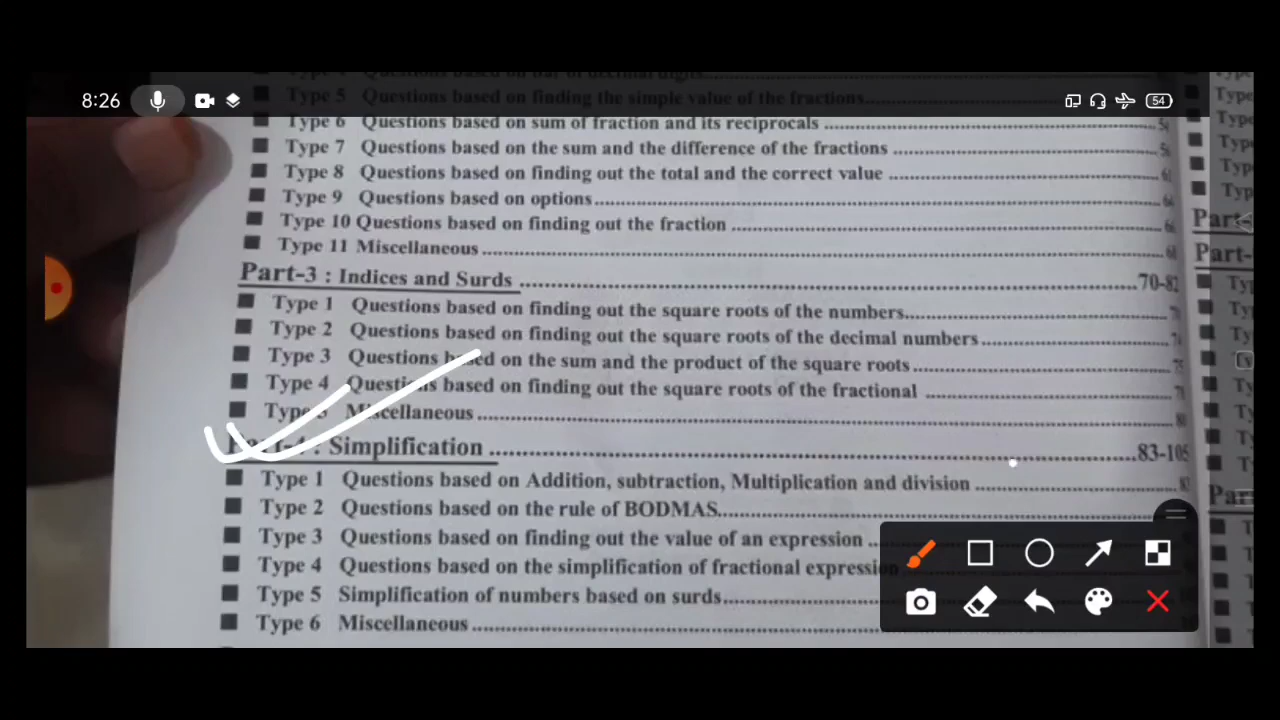 8:26
54
Type 5 Questions based on finding the simple value of the fractions
Type 6 Questions based on sum of fraction and its reciprocals
Type 7 Questions based on the sum and the difference of the fractions
Type 8 Questions based on finding out the total and the correct value
Type 9 Questions based on options
Type 10 Questions based on finding out the fraction
Type 11 Miscellaneous
Part-3 : Indices and Surds 70-82
Type 1 Questions based on finding out the square roots of the numbers
Type 2 Questions based on finding out the square roots of the decimal numbers
Type 3 Questions based on the sum and the product of the square roots
Type 4 Questions based on finding out the square roots of the fractional
Type Miscellaneous
Simplification 83-105
Type 1 Questions based on Addition, subtraction, Multiplication and division
Type 2 Questions based on the rule of BODMAS
Type 3 Questions based on finding out the value of an expression
Type 4 Questions based on the simplification of fractional
Type 5 Simplification of numbers based on surds
Type 6 Miscellaneous